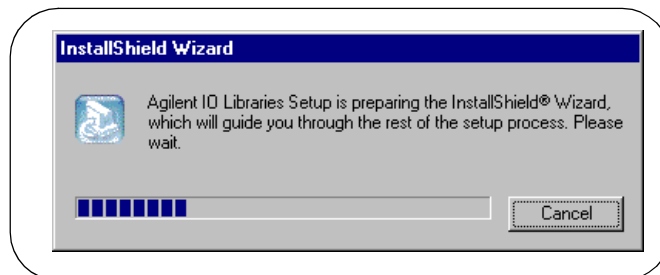 InstallShield Wizard
Agilent IO Libraries Setup is preparing the InstallShield® Wizard,
which will guide you through the rest of the setup process. Please
wait.
Cancel